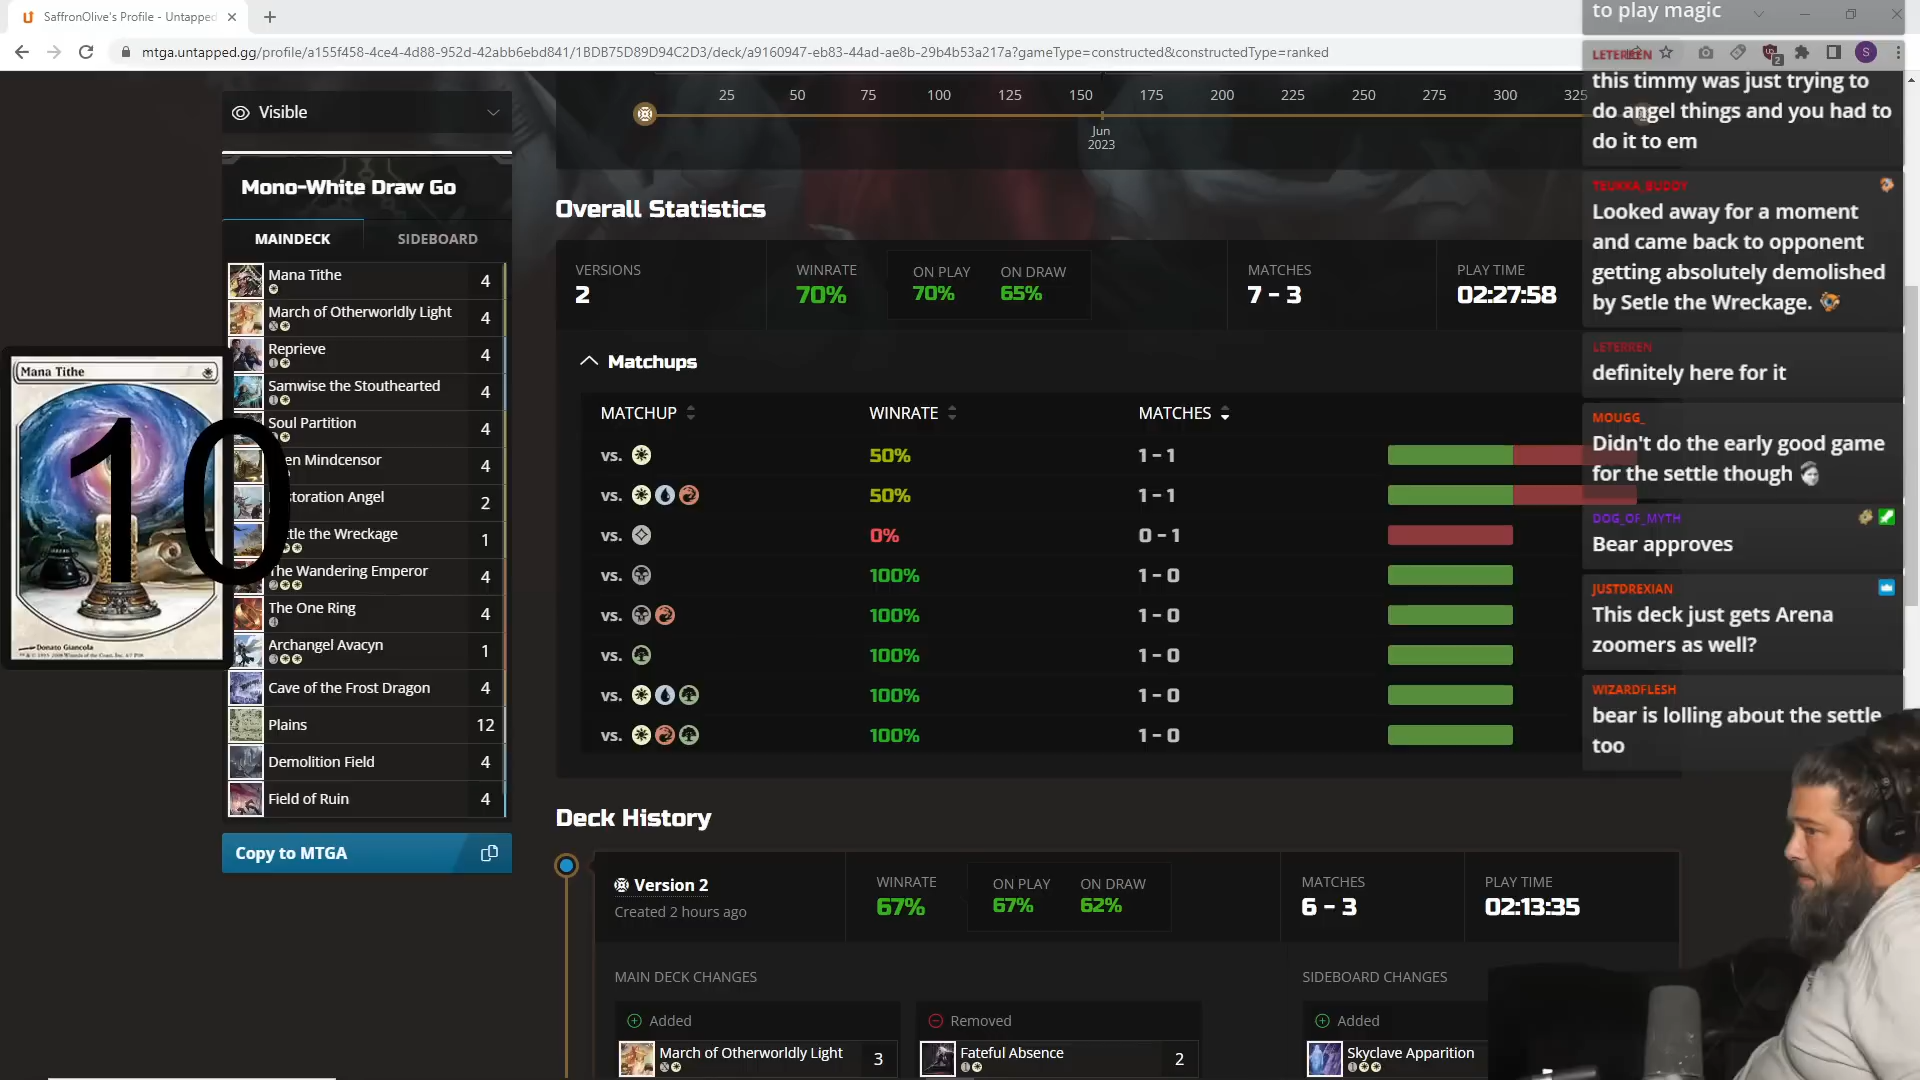 SaffronOlive's Profile - Untapped
mtga.untapped.gg/profile/a155f458-4ce4-4d88-952d-42abb6ebd841/1BDB75D89D94C2D3/deck/a9160947-eb83-44ad-ae8b-29b4b53a217a?gameType=constructed&constructedType=ranked
S
2
Visible
Mono-White Draw Go
MAINDECK
SIDEBOARD
Mana Tithe 4
March of Otherworldly Light 4
Reprieve 4
Samwise the Stouthearted 4
Soul Partition 4
en Mindcensor 4
storation Angel 2
tle the Wreckage 1
The Wandering Emperor 4
The One Ring 4
Archangel Avacyn 1
Cave of the Frost Dragon 4
Plains 12
Demolition Field 4
Field of Ruin 4
Copy to MTGA
Mana Tithe
Donato Giancola
10
25 50 75 100 125 150 175 200 225 250 275 300 325
Jun
2023
Overall Statistics
VERSIONS
2
WINRATE
70%
ON PLAY
70%
ON DRAW
65%
MATCHES
7 - 3
PLAY TIME
02:27:58
Matchups
MATCHUP WINRATE MATCHES
vs. 50% 1 - 1
vs. 50% 1 - 1
vs. 0% 0 - 1
vs. 100% 1 - 0
vs. 100% 1 - 0
vs. 100% 1 - 0
vs. 100% 1 - 0
vs. 100% 1 - 0
Deck History
Version 2
Created 2 hours ago
WINRATE
67%
ON PLAY
67%
ON DRAW
62%
MATCHES
6 - 3
PLAY TIME
02:13:35
MAIN DECK CHANGES
SIDEBOARD CHANGES
Added
Removed
Added
March of Otherworldly Light 3
Fateful Absence 2
Skyclave Apparition
to play magic
LETERREN
this timmy was just trying to
do angel things and you had to
do it to em
TEUKKA_BUDDY
Looked away for a moment
and came back to opponent
getting absolutely demolished
by Setle the Wreckage.
LETERREN
definitely here for it
MOUGG_
Didn't do the early good game
for the settle though
DOG_OF_MYTH
Bear approves
JUSTDREXIAN
This deck just gets Arena
zoomers as well?
WIZARDFLESH
bear is lolling about the settle
too